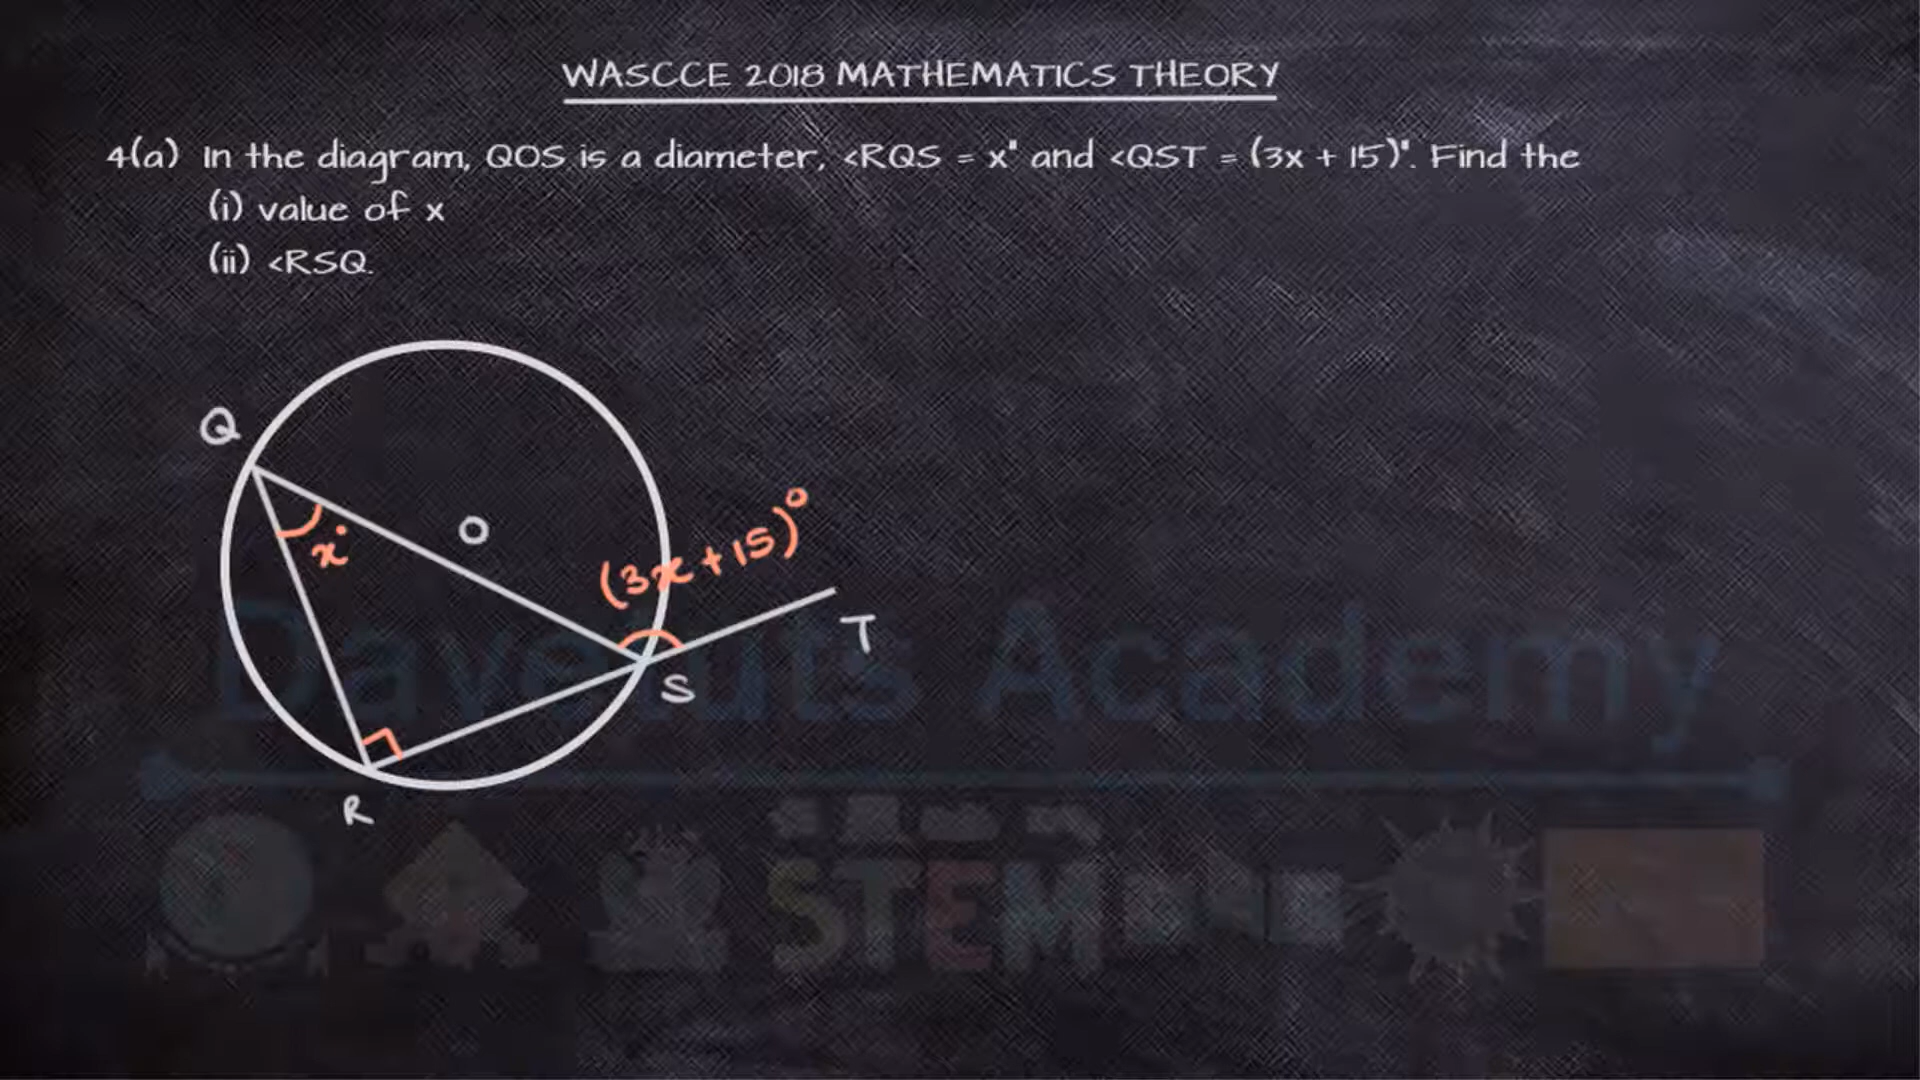 WASCCE 2018 MATHEMATICS THEORY
4(a) In the diagram, QOS is a diameter, <RQS = x° and <QST = (3x + 15)°. Find the
(i) value of x
(ii) <RSQ.
Q
O
(3x+15)°
x°
T
S
R
Davetuts Academy
STEM